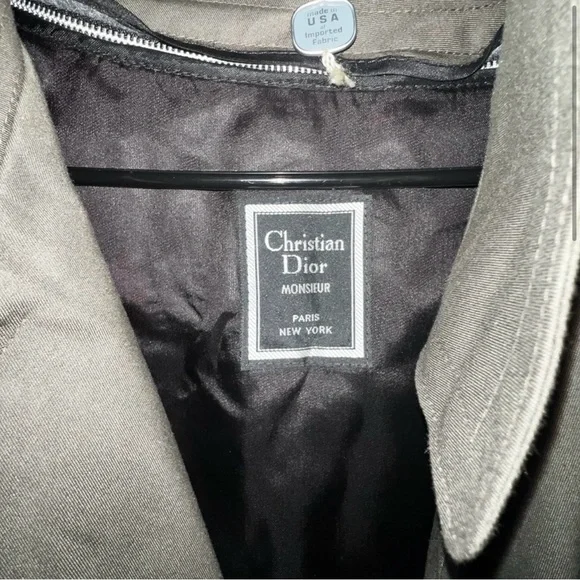 made in
USA
of
Imported
Fabric
Christian
Dior
MONSIEUR
PARIS
NEW YORK